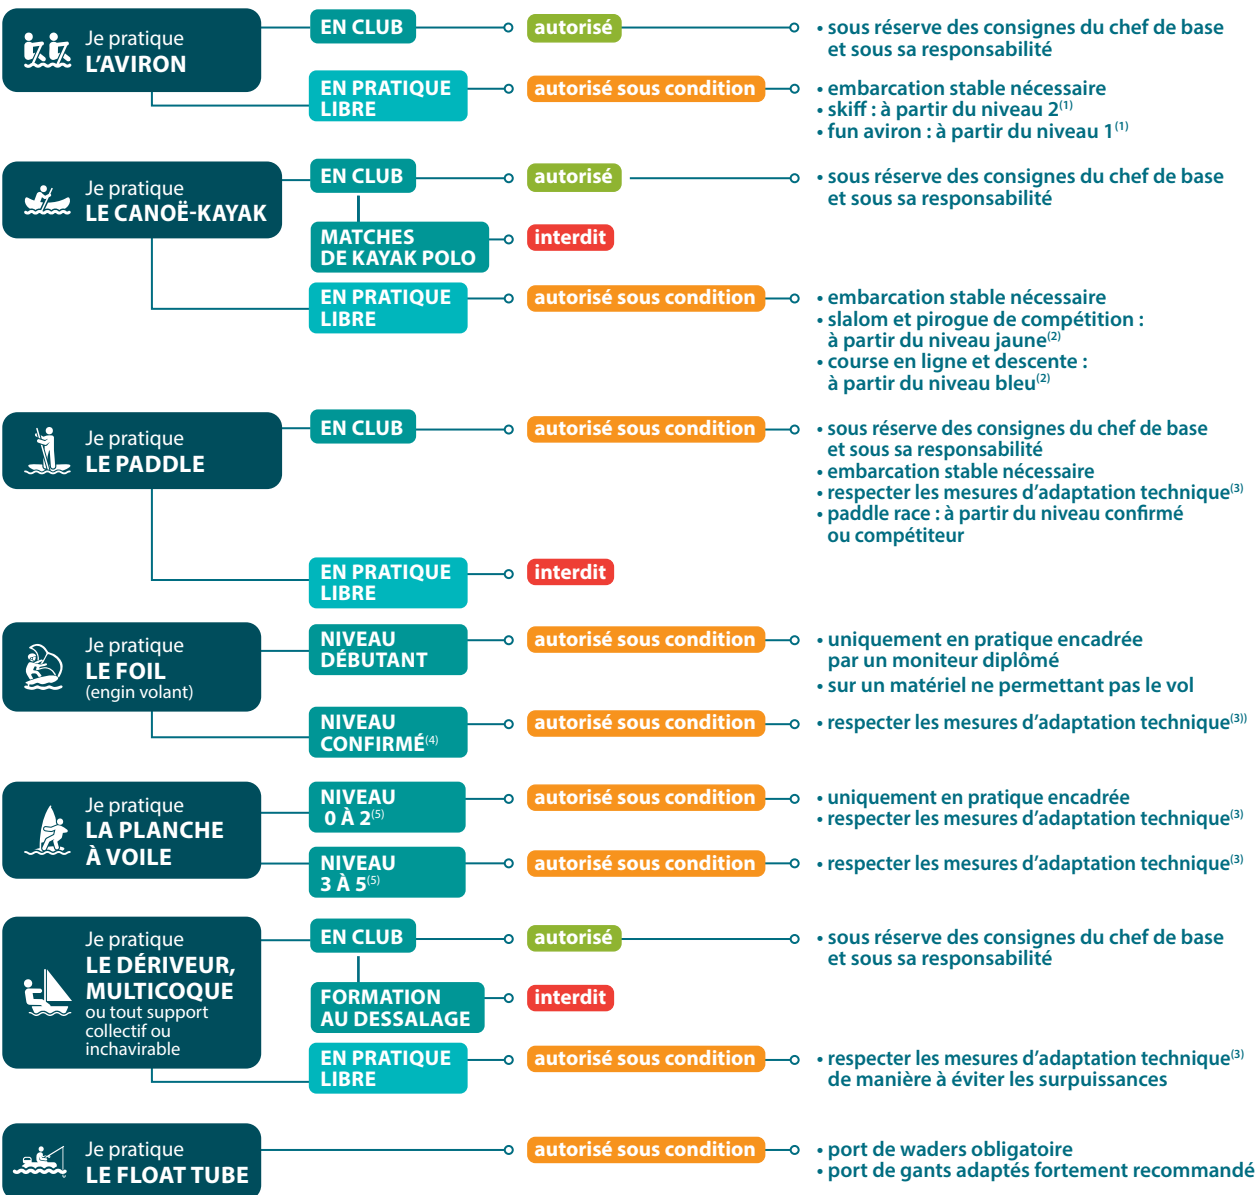 Je pratique
L'AVIRON
EN CLUB
autorisé
• sous réserve des consignes du chef de base
et sous sa responsabilité
EN PRATIQUE
LIBRE
autorisé sous condition
• embarcation stable nécessaire
• skiff : à partir du niveau 2(1)
• fun aviron : à partir du niveau 1(1)
Je pratique
LE CANOË-KAYAK
EN CLUB
autorisé
• sous réserve des consignes du chef de base
et sous sa responsabilité
MATCHES
DE KAYAK POLO
interdit
EN PRATIQUE
LIBRE
autorisé sous condition
• embarcation stable nécessaire
• slalom et pirogue de compétition :
à partir du niveau jaune(2)
• course en ligne et descente :
à partir du niveau bleu(2)
Je pratique
LE PADDLE
EN CLUB
autorisé sous condition
• sous réserve des consignes du chef de base
et sous sa responsabilité
• embarcation stable nécessaire
• respecter les mesures d'adaptation technique(3)
• paddle race : à partir du niveau confirmé
ou compétiteur
EN PRATIQUE
LIBRE
interdit
Je pratique
LE FOIL
(engin volant)
NIVEAU
DÉBUTANT
autorisé sous condition
• uniquement en pratique encadrée
par un moniteur diplômé
• sur un matériel ne permettant pas le vol
NIVEAU
CONFIRMÉ(4)
autorisé sous condition
• respecter les mesures d'adaptation technique(3))
Je pratique
LA PLANCHE
À VOILE
NIVEAU
0 À 2(5)
autorisé sous condition
• uniquement en pratique encadrée
• respecter les mesures d'adaptation technique(3)
NIVEAU
3 À 5(5)
autorisé sous condition
• respecter les mesures d'adaptation technique(3)
Je pratique
LE DÉRIVEUR,
MULTICOQUE
ou tout support
collectif ou
inchavirable
EN CLUB
autorisé
• sous réserve des consignes du chef de base
et sous sa responsabilité
FORMATION
AU DESSALAGE
interdit
EN PRATIQUE
LIBRE
autorisé sous condition
• respecter les mesures d'adaptation technique(3)
de manière à éviter les surpuissances
Je pratique
LE FLOAT TUBE
autorisé sous condition
• port de waders obligatoire
• port de gants adaptés fortement recommandé